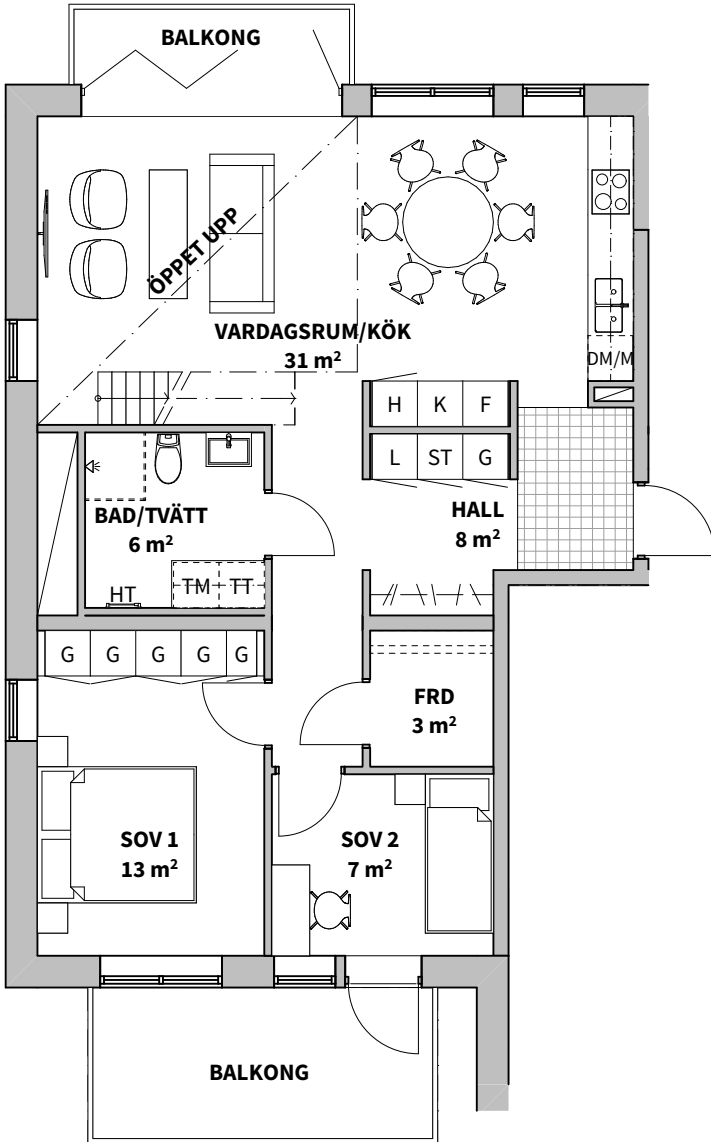 BALKONG
ÖPPET UPP
VARDAGSRUM/KÖK
31 m²
DM/M
H K F
L ST G
HALL
8 m²
BAD/TVÄTT
6 m²
HT
TM TT
G G G G G
FRD
3 m²
SOV 1
13 m²
SOV 2
7 m²
BALKONG